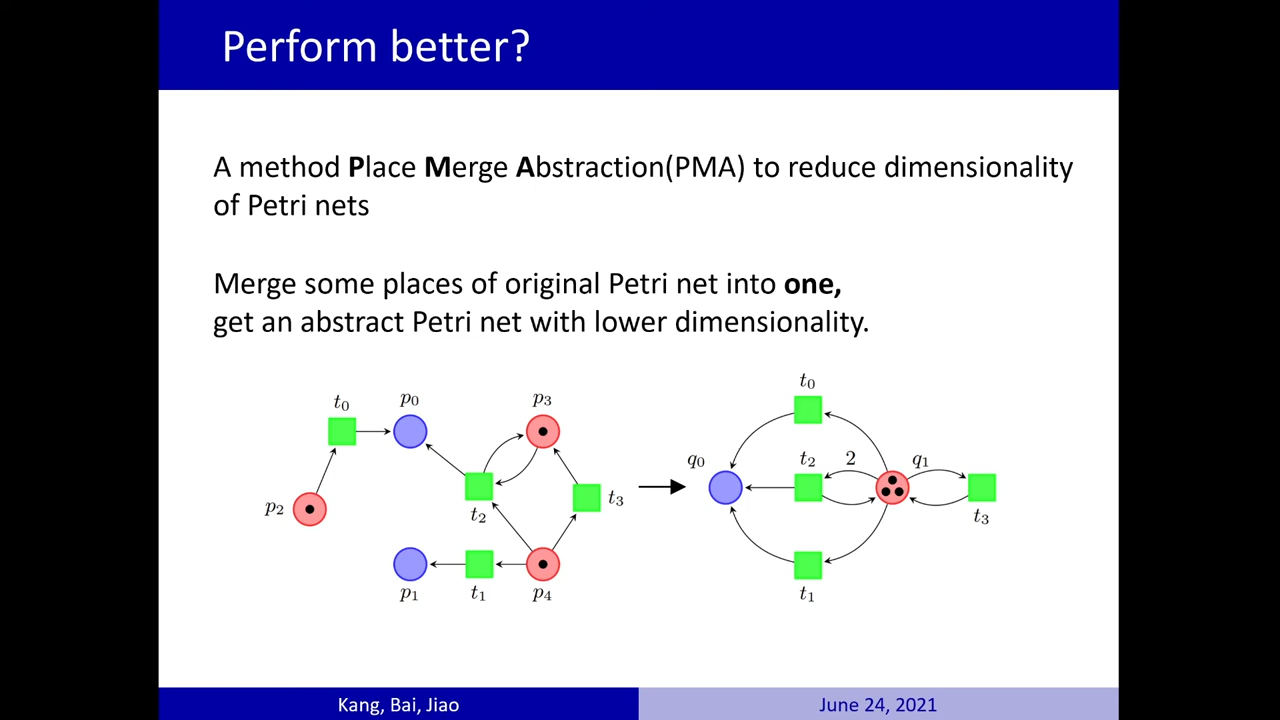 Perform better?
A method Place Merge Abstraction(PMA) to reduce dimensionality
of Petri nets
Merge some places of original Petri net into one,
get an abstract Petri net with lower dimensionality.
t0 p0 p3
p2 t2 t3
p1 t1 p4
t0
q0 t2 2 q1
t3
t1
Kang, Bai, Jiao
June 24, 2021